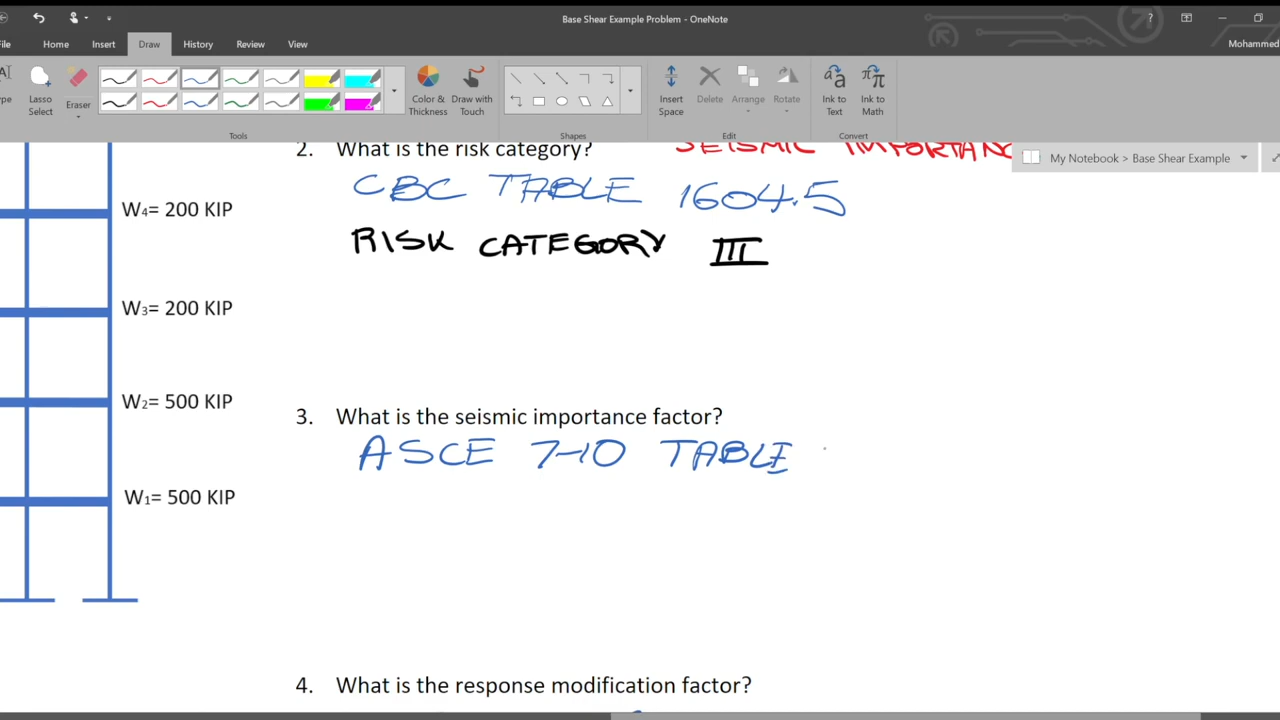 Base Shear Example Problem - OneNote
?
File Home Insert Draw History Review View
Mohammed
Type Lasso Select Eraser
Color & Thickness Draw with Touch
Insert Space Delete Arrange Rotate
Ink to Text Ink to Math
Tools Shapes Edit Convert
My Notebook > Base Shear Example
2. What is the risk category?
SEISMIC IMPORTANC
CBC TABLE 1604.5
W4= 200 KIP
RISK CATEGORY III
W3= 200 KIP
W2= 500 KIP
3. What is the seismic importance factor?
ASCE 7-10 TABLE
W1= 500 KIP
4. What is the response modification factor?